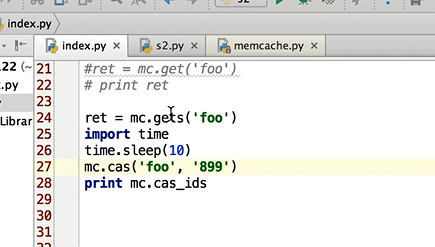 index.py
index.py
s2.py
memcache.py
.22 (~
.py
Librar
21 #ret = mc.get('foo')
22 # print ret
23
24 ret = mc.gets('foo')
25 import time
26 time.sleep(10)
27 mc.cas('foo', '899')
28 print mc.cas_ids
29
30
31